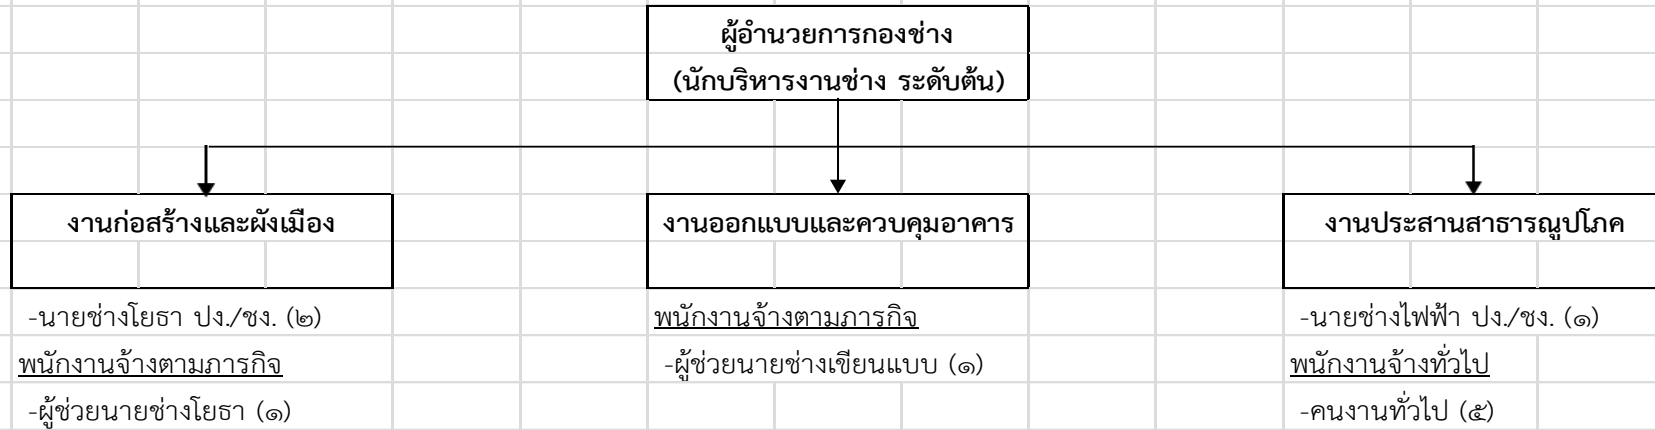 ผู้อำนวยการกองช่าง
(นักบริหารงานช่าง ระดับต้น)
งานก่อสร้างและผังเมือง
-นายช่างโยธา ปง./ชง. (๒)
พนักงานจ้างตามภารกิจ
-ผู้ช่วยนายช่างโยธา (๑)
งานออกแบบและควบคุมอาคาร
พนักงานจ้างตามภารกิจ
-ผู้ช่วยนายช่างเขียนแบบ (๑)
งานประสานสาธารณูปโภค
-นายช่างไฟฟ้า ปง./ชง. (๑)
พนักงานจ้างทั่วไป
-คนงานทั่วไป (๕)